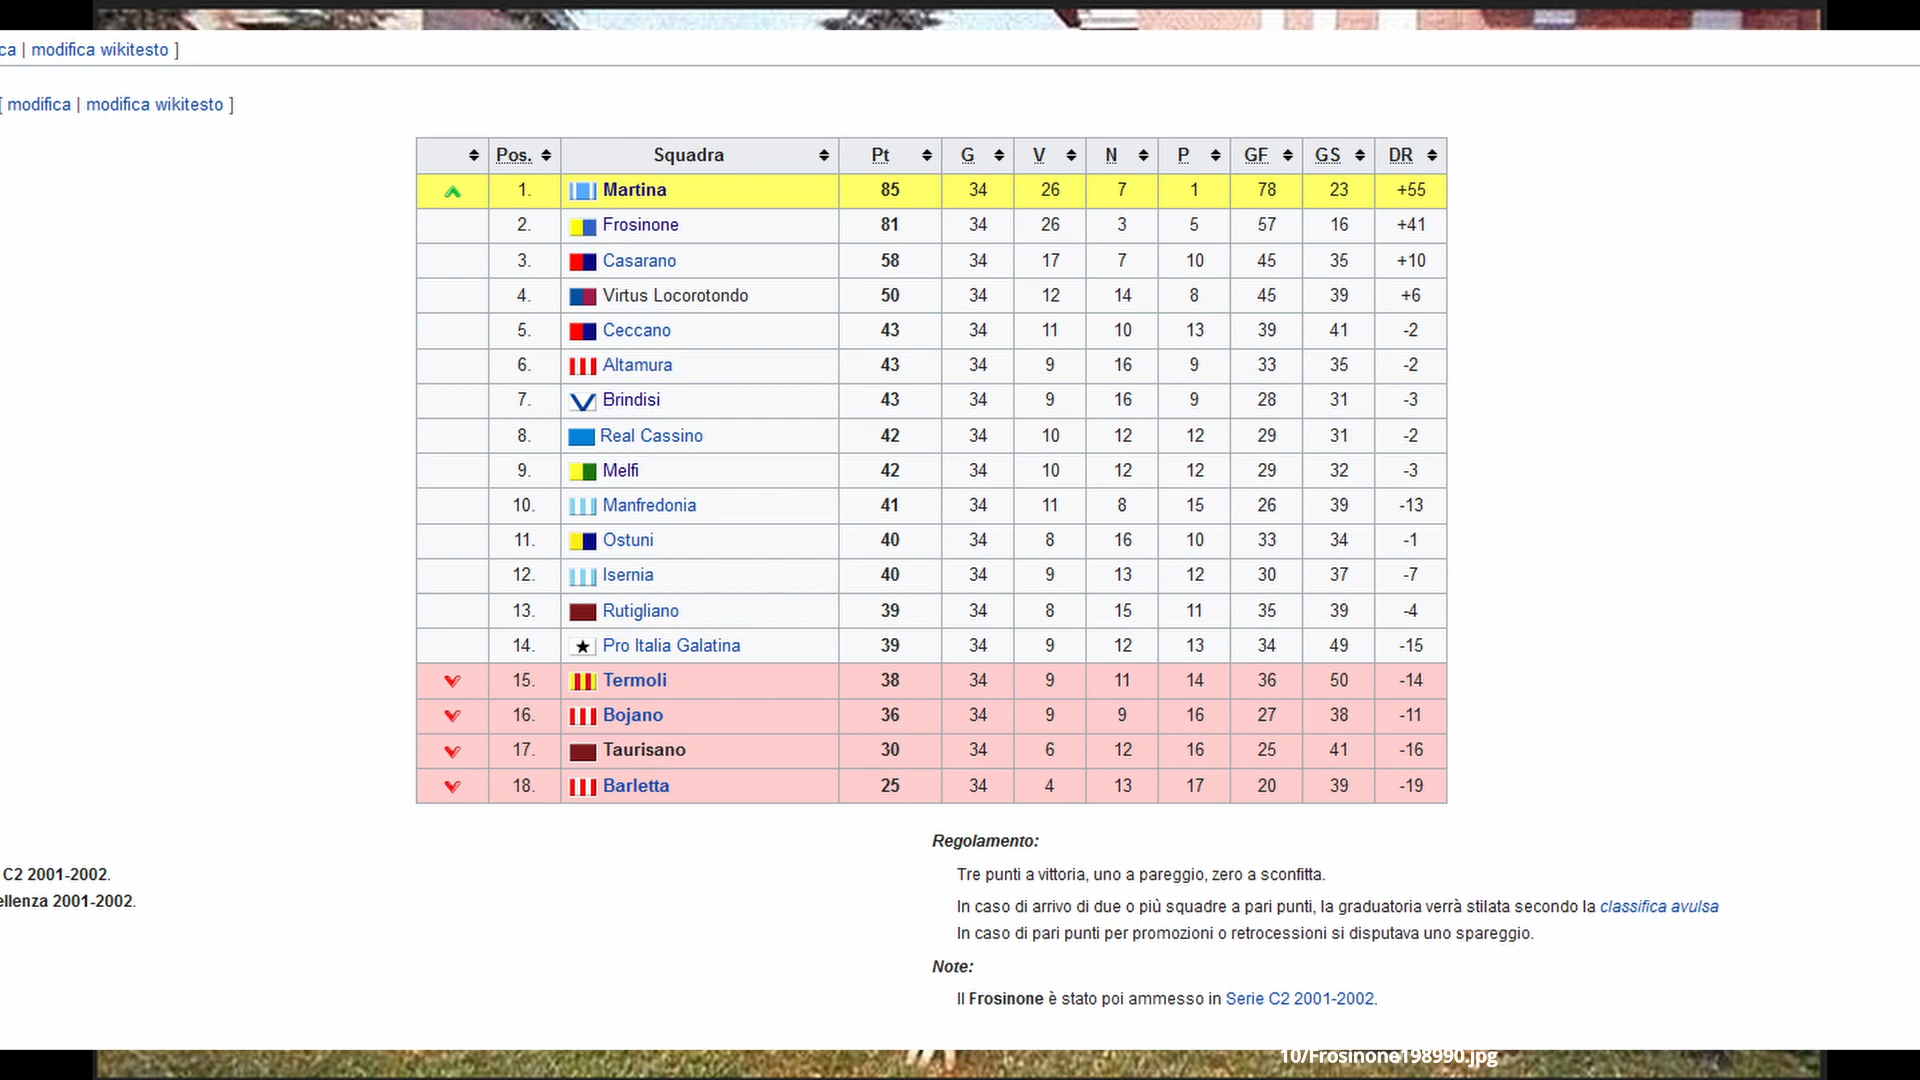 ca | modifica wikitesto ]
[ modifica | modifica wikitesto ]
Pos. Squadra Pt G V N P GF GS DR
1. Martina 85 34 26 7 1 78 23 +55
2. Frosinone 81 34 26 3 5 57 16 +41
3. Casarano 58 34 17 7 10 45 35 +10
4. Virtus Locorotondo 50 34 12 14 8 45 39 +6
5. Ceccano 43 34 11 10 13 39 41 -2
6. Altamura 43 34 9 16 9 33 35 -2
7. Brindisi 43 34 9 16 9 28 31 -3
8. Real Cassino 42 34 10 12 12 29 31 -2
9. Melfi 42 34 10 12 12 29 32 -3
10. Manfredonia 41 34 11 8 15 26 39 -13
11. Ostuni 40 34 8 16 10 33 34 -1
12. Isernia 40 34 9 13 12 30 37 -7
13. Rutigliano 39 34 8 15 11 35 39 -4
14. Pro Italia Galatina 39 34 9 12 13 34 49 -15
15. Termoli 38 34 9 11 14 36 50 -14
16. Bojano 36 34 9 9 16 27 38 -11
17. Taurisano 30 34 6 12 16 25 41 -16
18. Barletta 25 34 4 13 17 20 39 -19
Regolamento:
C2 2001-2002.
Tre punti a vittoria, uno a pareggio, zero a sconfitta.
ellenza 2001-2002.
In caso di arrivo di due o più squadre a pari punti, la graduatoria verrà stilata secondo la classifica avulsa
In caso di pari punti per promozioni o retrocessioni si disputava uno spareggio.
Note:
Il Frosinone è stato poi ammesso in Serie C2 2001-2002.
10/Frosinone198990.jpg